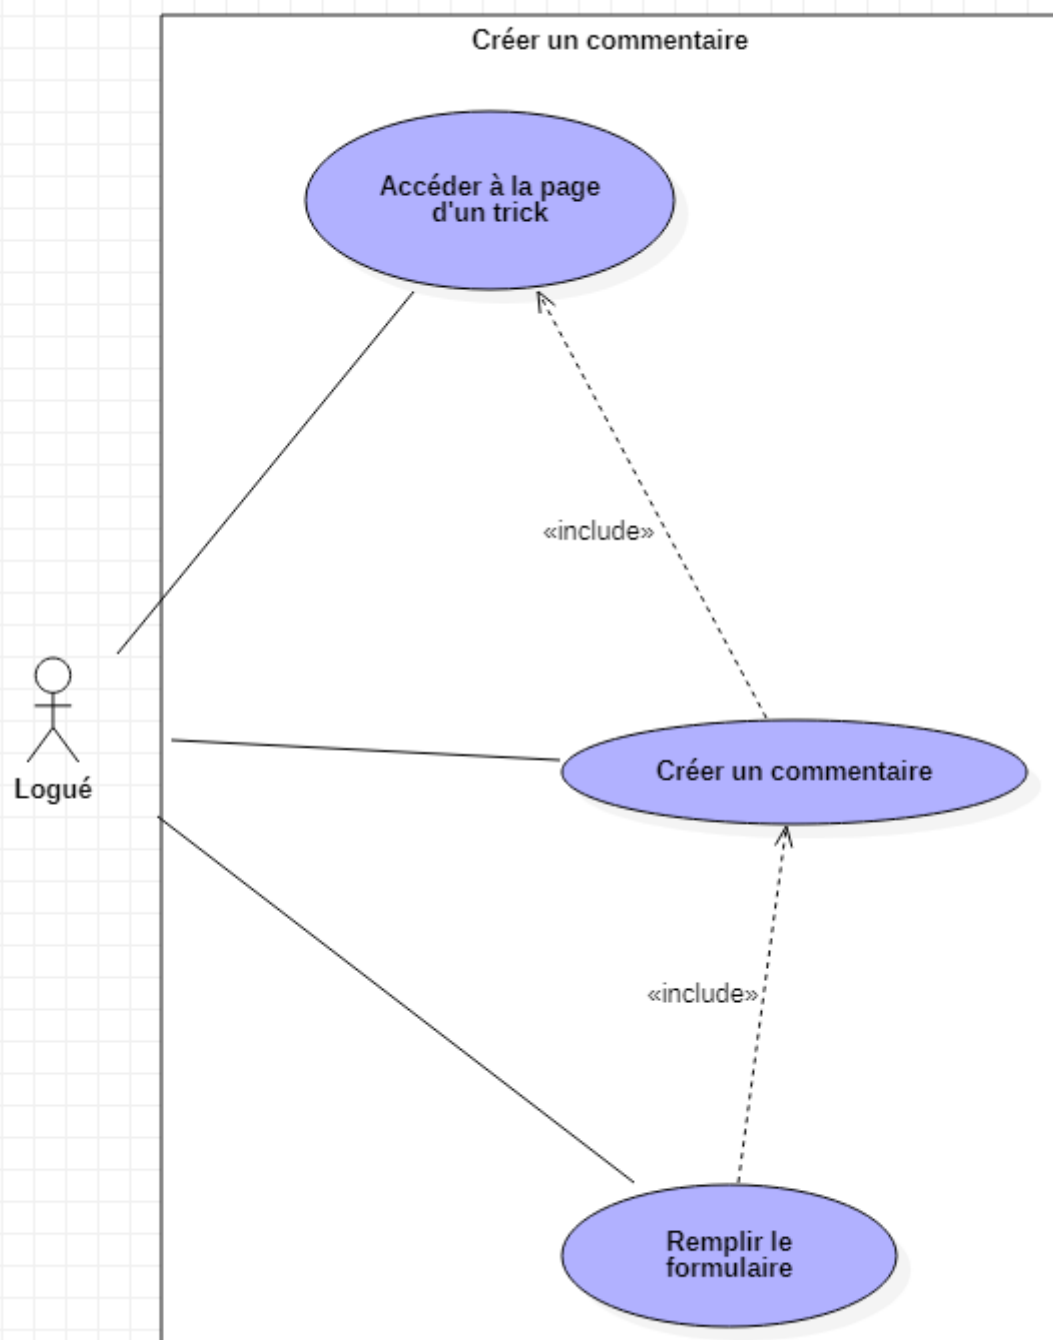 Créer un commentaire
Accéder à la page
d'un trick
«include»
Créer un commentaire
Logué
«include»
Remplir le
formulaire